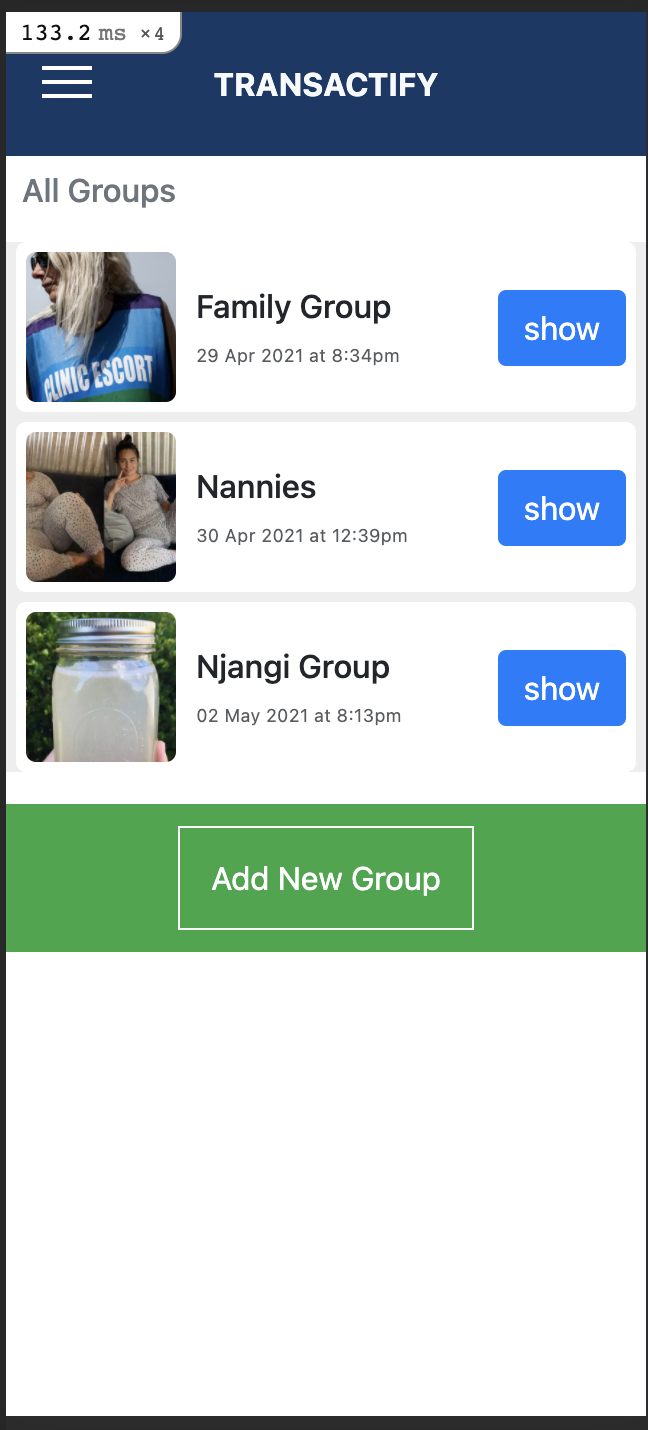 133.2 ms ×4
TRANSACTIFY
All Groups
CLINIC ESCORT
Family Group
29 Apr 2021 at 8:34pm
show
Nannies
30 Apr 2021 at 12:39pm
show
Njangi Group
02 May 2021 at 8:13pm
show
Add New Group